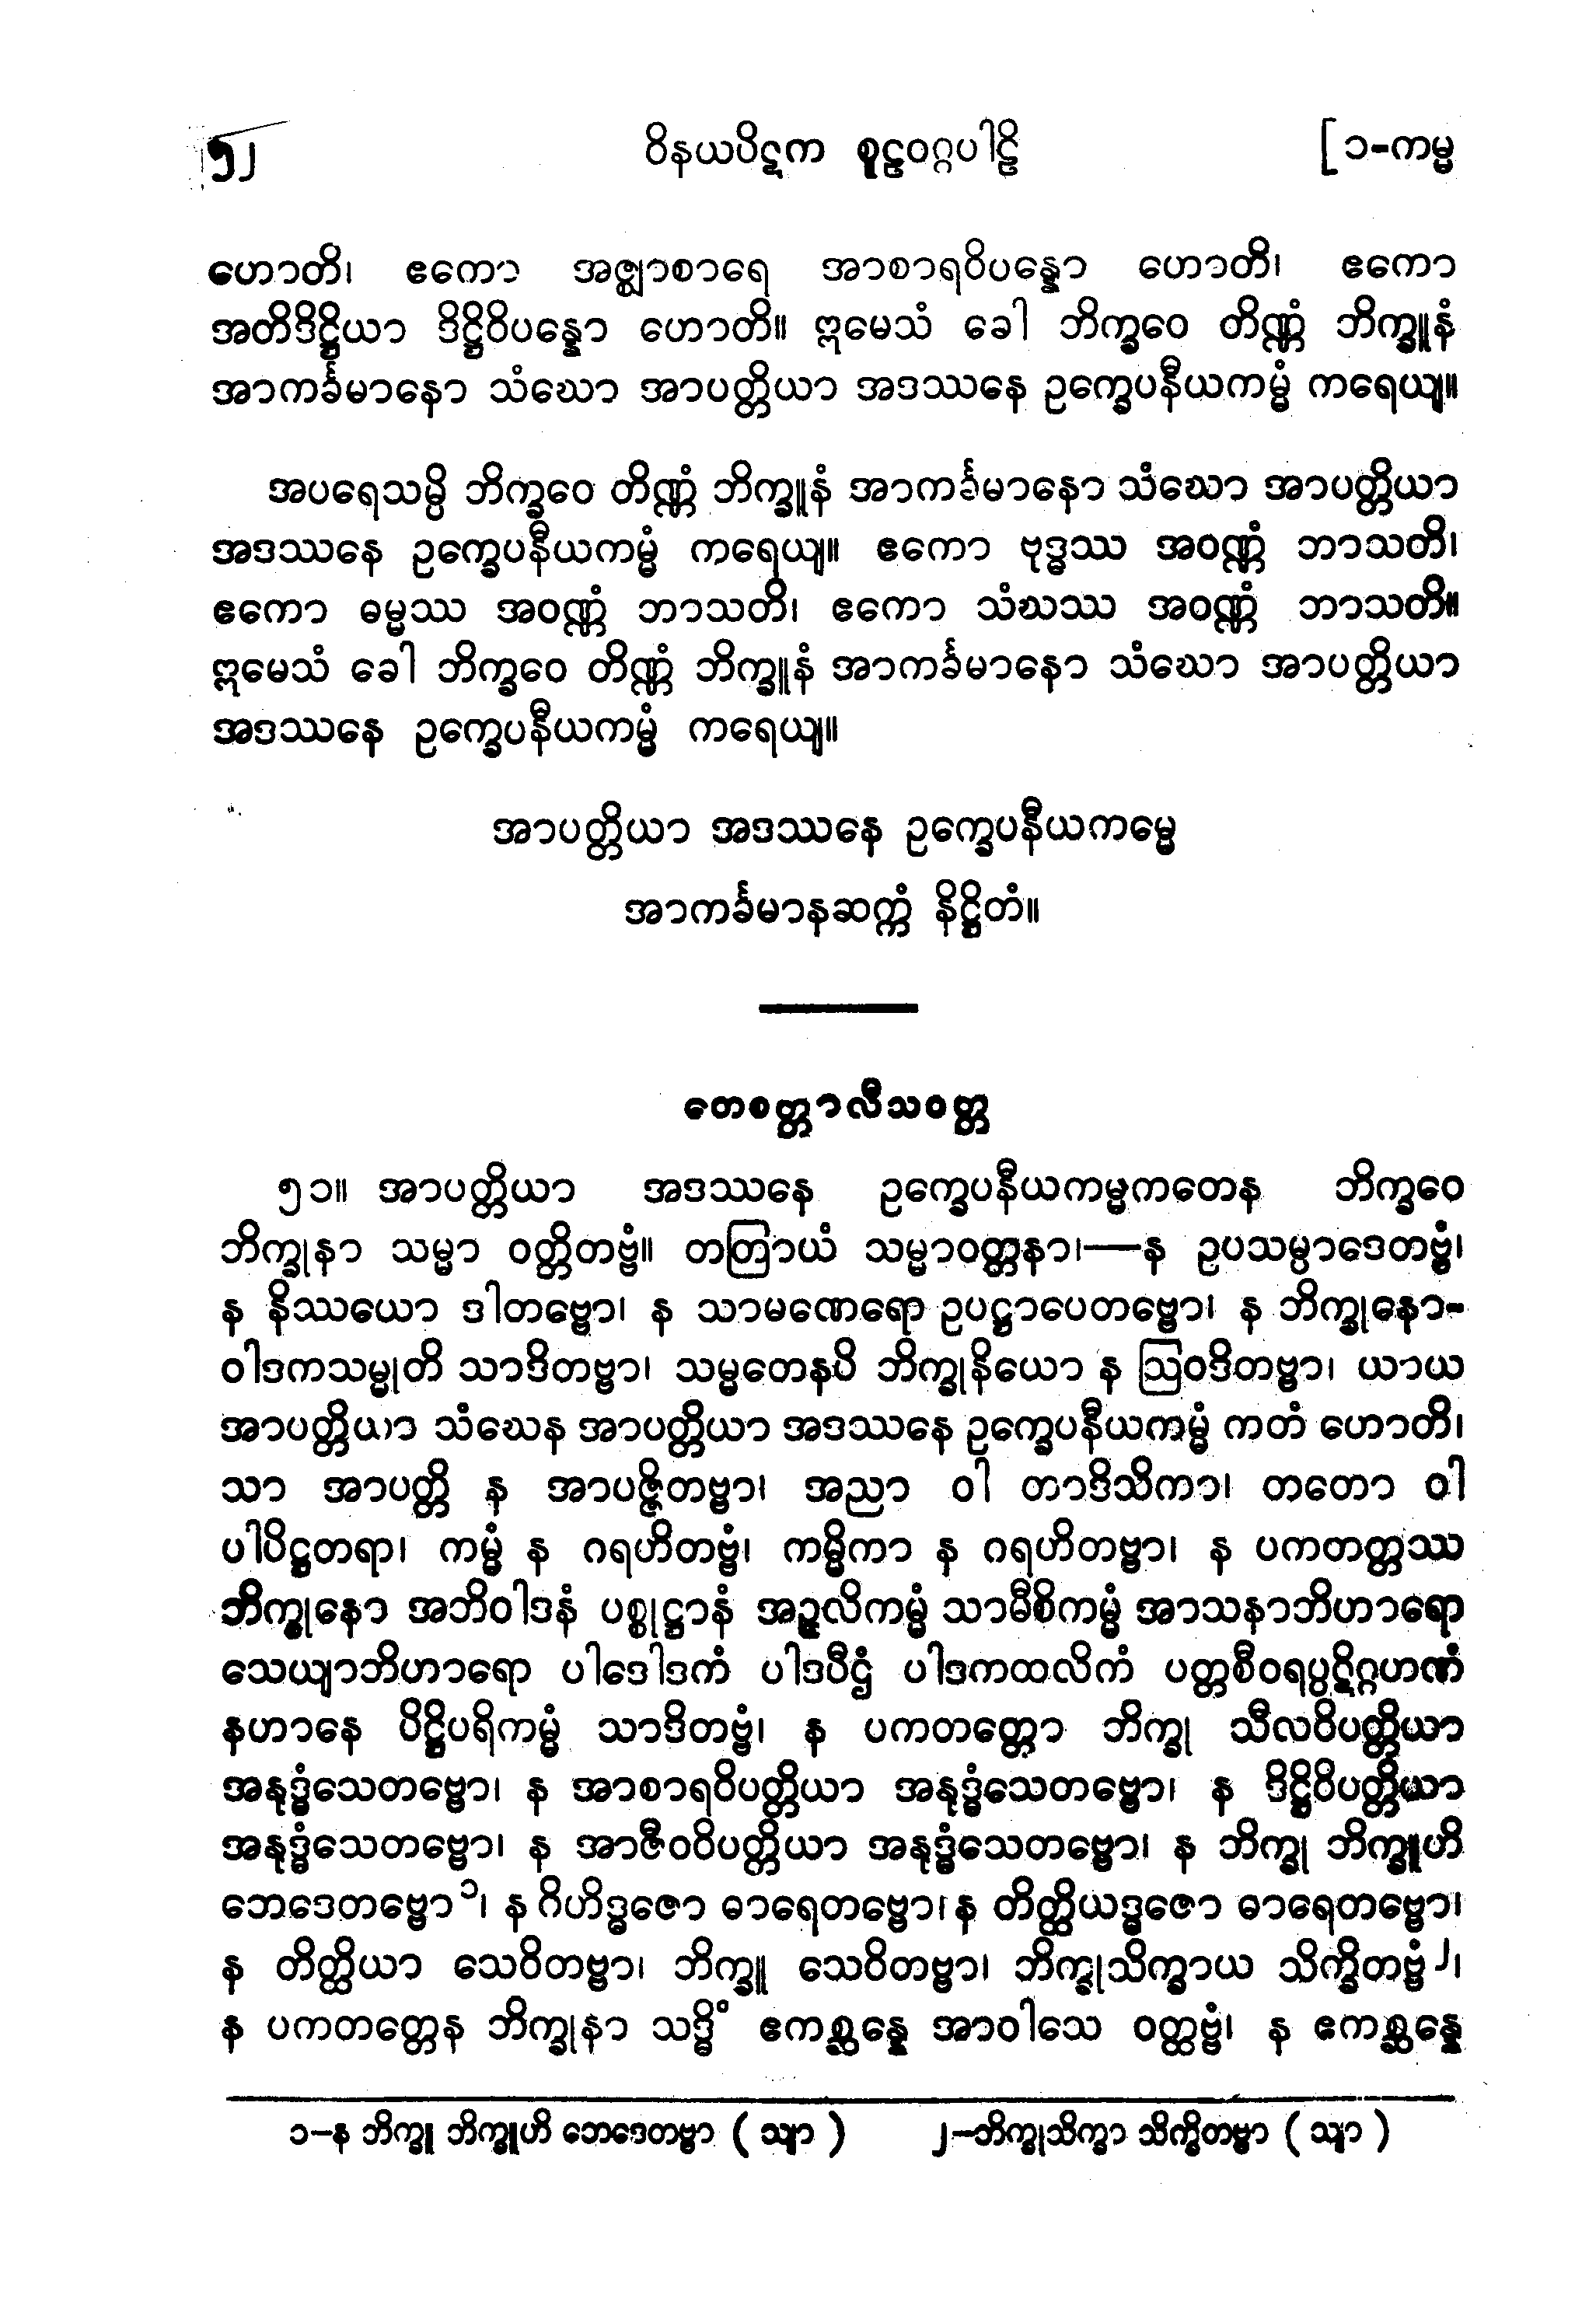 ၅၂ ဝိနယပိဋက စူဠဝဂ္ဂပါဠိ [ ၁-ကမ္မ
ဟောတိ၊ ဧကော အဇ္ဈာစာရေ အာစာရဝိပန္နော ဟောတိ၊ ဧကော
အတိဒိဋ္ဌိယာ ဒိဋ္ဌိဝိပန္နော ဟောတိ။ ဣမေသံ ခေါ ဘိက္ခဝေ တိဏ္ဏံ ဘိက္ခူနံ
အာကင်္ခမာနော သံဃော အာပတ္တိယာ အဒဿနေ ဥက္ခေပနီယကမ္မံ ကရေယျ။
အပရေသမ္ပိ ဘိက္ခဝေ တိဏ္ဏံ ဘိက္ခူနံ အာကင်္ခမာနော သံဃော အာပတ္တိယာ
အဒဿနေ ဥက္ခေပနီယကမ္မံ ကရေယျ။ ဧကော ဗုဒ္ဓဿ အဝဏ္ဏံ ဘာသတိ၊
ဧကော ဓမ္မဿ အဝဏ္ဏံ ဘာသတိ၊ ဧကော သံဃဿ အဝဏ္ဏံ ဘာသတိ။
ဣမေသံ ခေါ ဘိက္ခဝေ တိဏ္ဏံ ဘိက္ခူနံ အာကင်္ခမာနော သံဃော အာပတ္တိယာ
အဒဿနေ ဥက္ခေပနီယကမ္မံ ကရေယျ။
အာပတ္တိယာ အဒဿနေ ဥက္ခေပနီယကမ္မေ
အာကင်္ခမာနဆက္ကံ နိဋ္ဌိတံ။
တေစတ္တာလီသဝတ္တ
၅၁။ အာပတ္တိယာ အဒဿနေ ဥက္ခေပနီယကမ္မကတေန ဘိက္ခဝေ
ဘိက္ခုနာ သမ္မာ ဝတ္တိတဗ္ဗံ။ တတြာယံ သမ္မာဝတ္တနာ၊—န ဥပသမ္ပာဒေတဗ္ဗံ၊
န နိဿယော ဒါတဗ္ဗော၊ န သာမဏေရော ဥပဋ္ဌာပေတဗ္ဗော၊ န ဘိက္ခုနော-
ဝါဒကသမ္မုတိ သာဒိတဗ္ဗာ၊ သမ္မတေနပိ ဘိက္ခုနိယော န ဩဝဒိတဗ္ဗာ၊ ယာယ
အာပတ္တိယာ သံဃေန အာပတ္တိယာ အဒဿနေ ဥက္ခေပနီယကမ္မံ ကတံ ဟောတိ၊
သာ အာပတ္တိ န အာပဇ္ဇိတဗ္ဗာ၊ အညာ ဝါ တာဒိသိကာ၊ တတော ဝါ
ပါပိဋ္ဌတရာ၊ ကမ္မံ န ဂရဟိတဗ္ဗံ၊ ကမ္မိကာ န ဂရဟိတဗ္ဗာ၊ န ပကတတ္တဿ
ဘိက္ခုနော အဘိဝါဒနံ ပစ္စုဋ္ဌာနံ အဉ္ဇလိကမ္မံ သာမီစိကမ္မံ အာသနာဘိဟာရော
သေယျာဘိဟာရော ပါဒေါဒကံ ပါဒပီဌံ ပါဒကထလိကံ ပတ္တစီဝရပ္ပဋိဂ္ဂဟဏံ
နဟာနေ ပိဋ္ဌိပရိကမ္မံ သာဒိတဗ္ဗံ၊ န ပကတတ္တော ဘိက္ခု သီလဝိပတ္တိယာ
အနုဒ္ဓံသေတဗ္ဗော၊ န အာစာရဝိပတ္တိယာ အနုဒ္ဓံသေတဗ္ဗော၊ န ဒိဋ္ဌိဝိပတ္တိယာ
အနုဒ္ဓံသေတဗ္ဗော၊ န အာဇီဝဝိပတ္တိယာ အနုဒ္ဓံသေတဗ္ဗော၊ န ဘိက္ခု ဘိက္ခူဟိ
ဘေဒေတဗ္ဗော၁၊ န ဂိဟိဒ္ဓဇော ဓာရေတဗ္ဗော၊ န တိတ္ထိယဒ္ဓဇော ဓာရေတဗ္ဗော၊
န တိတ္ထိယာ သေဝိတဗ္ဗာ၊ ဘိက္ခူ သေဝိတဗ္ဗာ၊ ဘိက္ခုသိက္ခာယ သိက္ခိတဗ္ဗံ၂၊
န ပကတတ္တေန ဘိက္ခုနာ သဒ္ဓိံ ဧကစ္ဆန္နေ အာဝါသေ ဝတ္ထဗ္ဗံ၊ န ဧကစ္ဆန္နေ
၁-န ဘိက္ခူ ဘိက္ခူဟိ ဘေဒေတဗ္ဗာ ( သျာ ) ၂-ဘိက္ခုသိက္ခာ သိက္ခိတဗ္ဗာ ( သျာ )